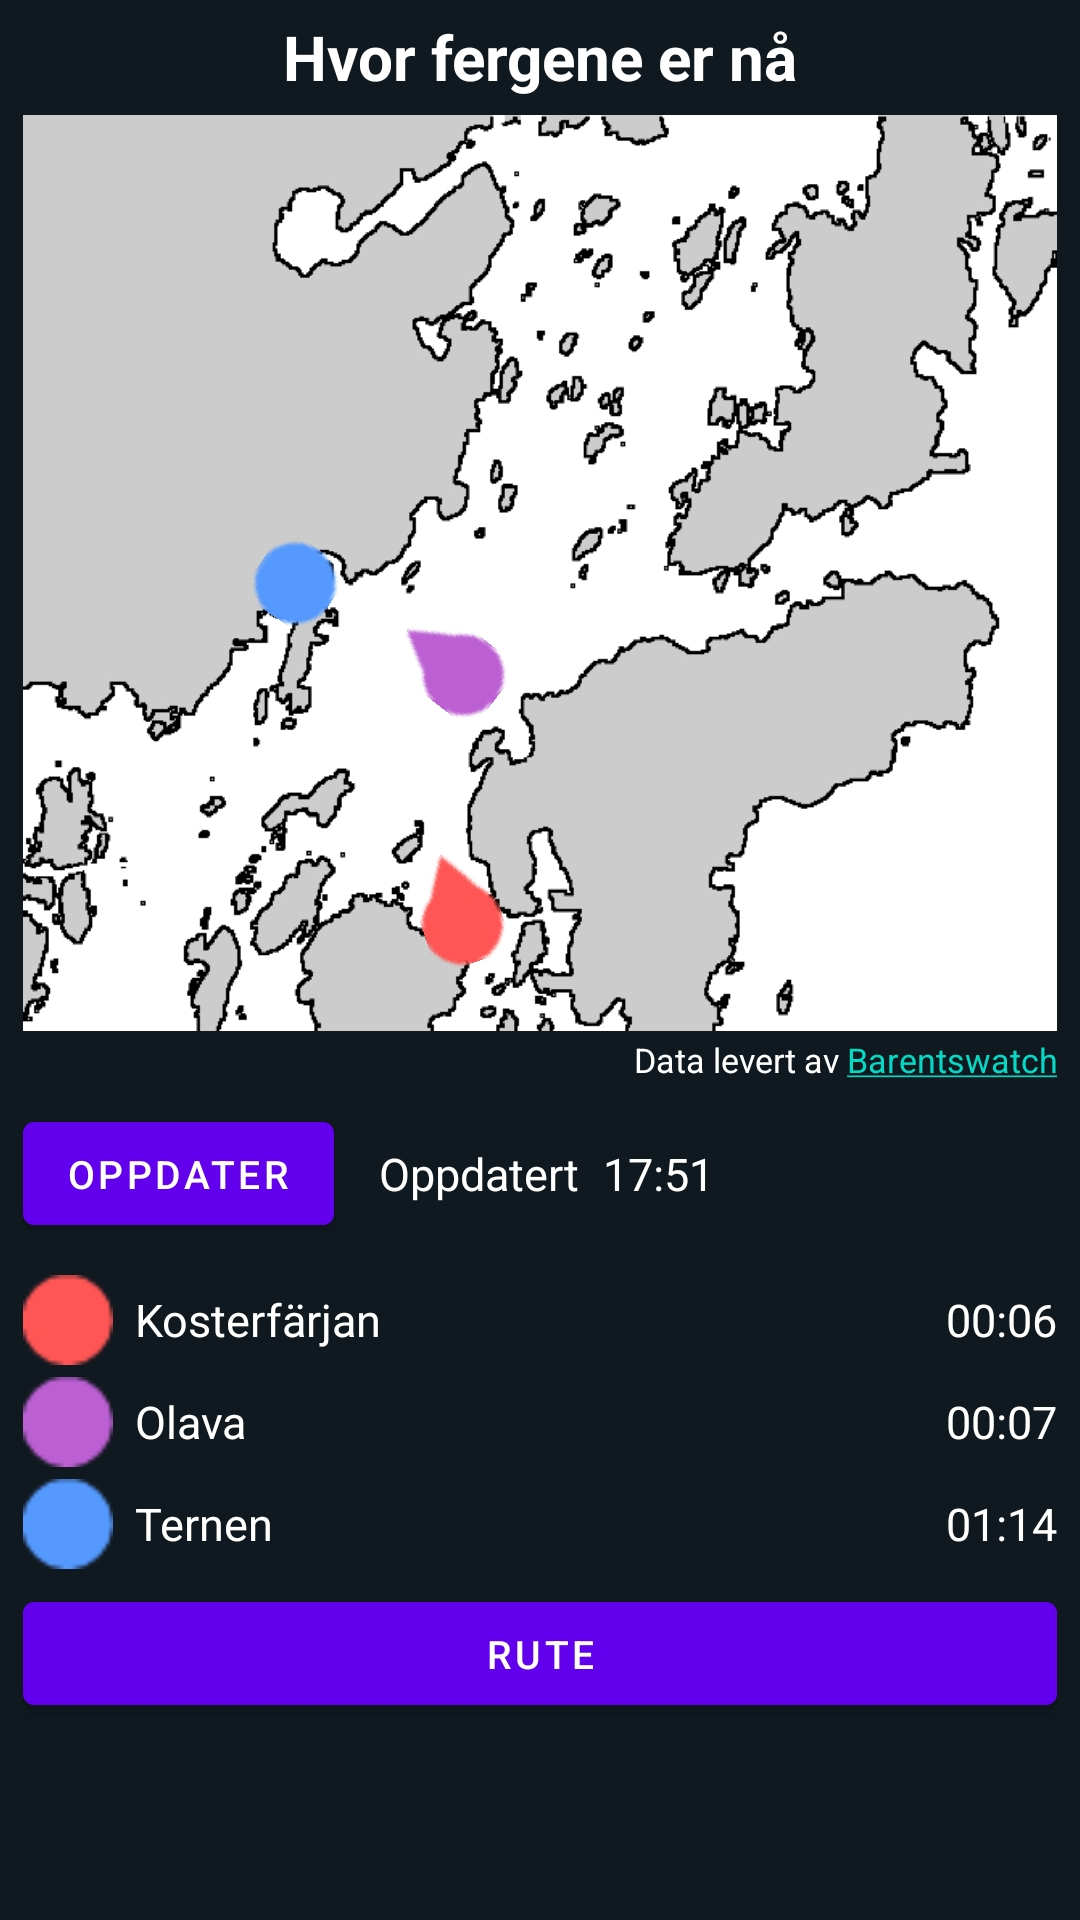 Hvor fergene er nå
Data levert av Barentswatch
OPPDATER
Oppdatert 17:51
Kosterfärjan 00:06
Olava 00:07
Ternen 01:14
RUTE